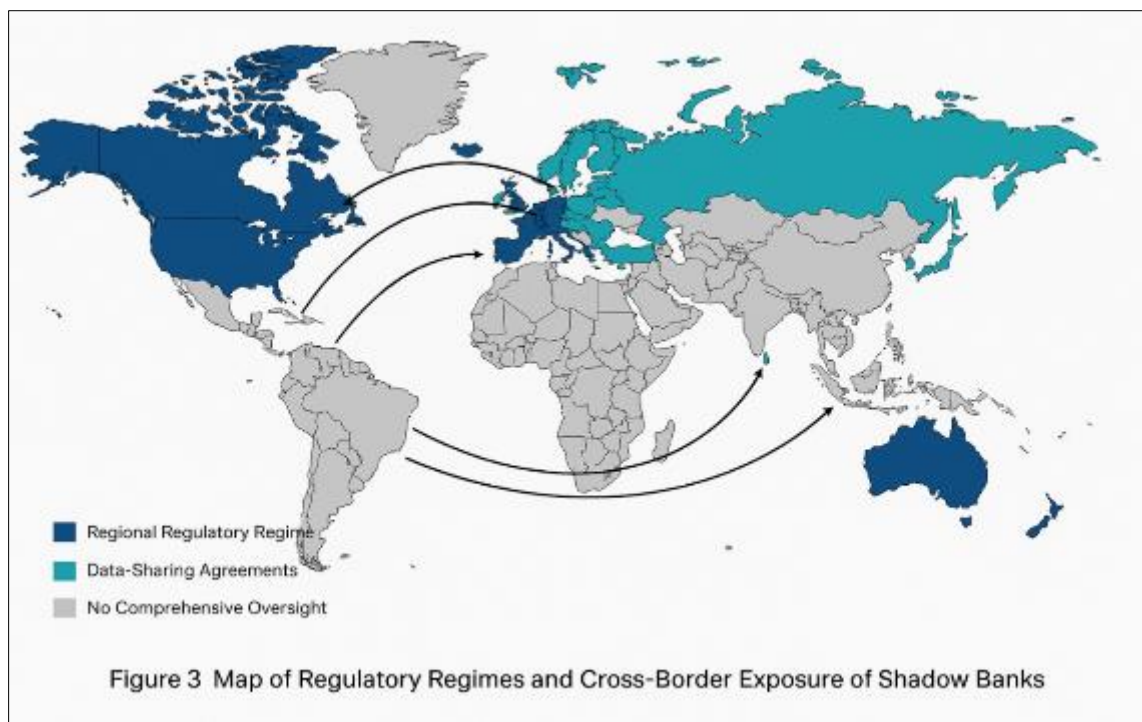 Regional Regulatory Regime
Data-Sharing Agreements
No Comprehensive Oversight
Figure 3 Map of Regulatory Regimes and Cross-Border Exposure of Shadow Banks